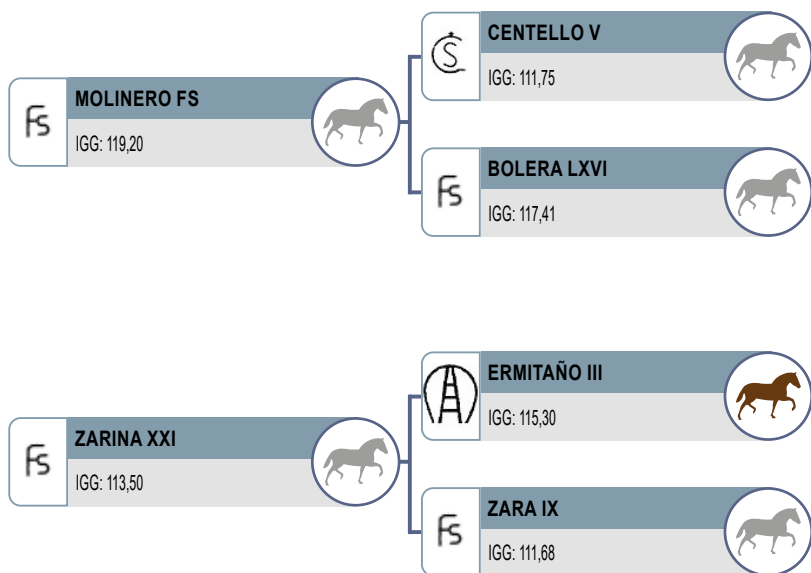 CENTELLO V
IGG: 111,75
MOLINERO FS
IGG: 119,20
BOLERA LXVI
IGG: 117,41
ERMITAÑO III
IGG: 115,30
ZARINA XXI
IGG: 113,50
ZARA IX
IGG: 111,68